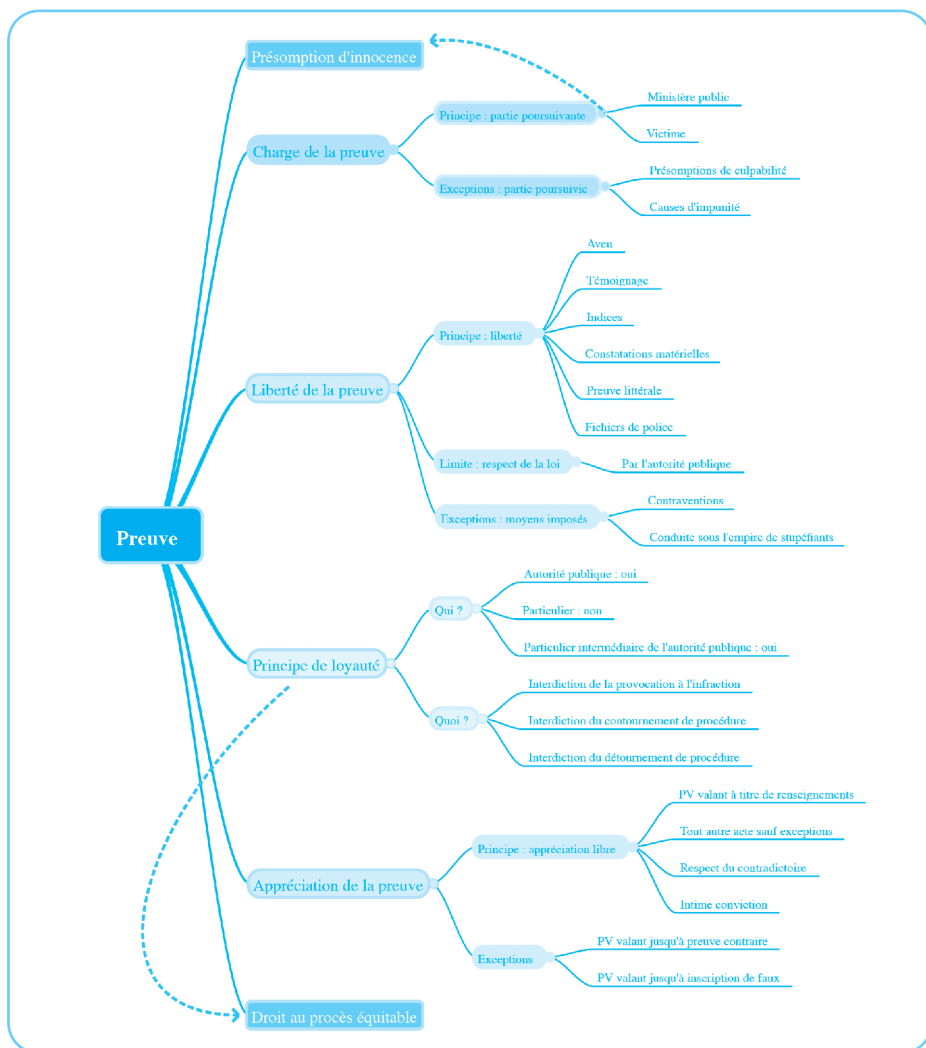 Présomption d'innocence
Charge de la preuve
Principe : partie poursuivante
Ministère public
Victime
Exceptions : partie poursuivie
Présomptions de culpabilité
Causes d'impunité
Liberté de la preuve
Principe : liberté
Aveu
Témoignage
Indices
Constatations matérielles
Preuve littérale
Fichiers de police
Limite : respect de la loi
Par l'autorité publique
Exceptions : moyens imposés
Contraventions
Conduite sous l'empire de stupéfiants
Preuve
Principe de loyauté
Qui ?
Autorité publique : oui
Particulier : non
Particulier intermédiaire de l'autorité publique : oui
Quoi ?
Interdiction de la provocation à l'infraction
Interdiction du contournement de procédure
Interdiction du détournement de procédure
Appréciation de la preuve
Principe : appréciation libre
PV valant à titre de renseignements
Tout autre acte sauf exceptions
Respect du contradictoire
Intime conviction
Exceptions
PV valant jusqu'à preuve contraire
PV valant jusqu'à inscription de faux
Droit au procès équitable